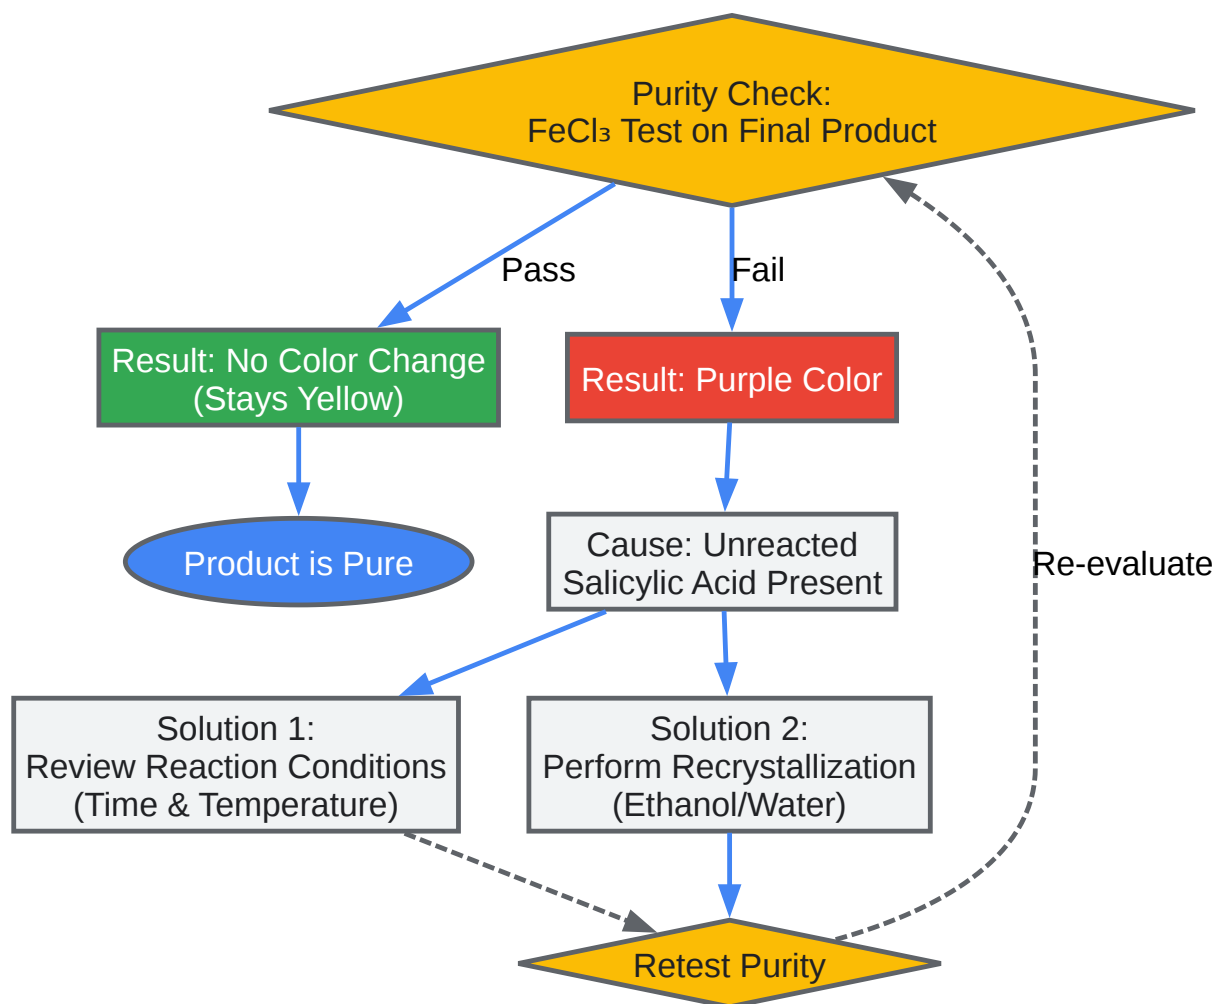 Purity Check:
FeCl₃ Test on Final Product
Pass
Fail
Result: No Color Change
(Stays Yellow)
Result: Purple Color
Product is Pure
Cause: Unreacted
Salicylic Acid Present
Re-evaluate
Solution 1:
Review Reaction Conditions
(Time & Temperature)
Solution 2:
Perform Recrystallization
(Ethanol/Water)
Retest Purity